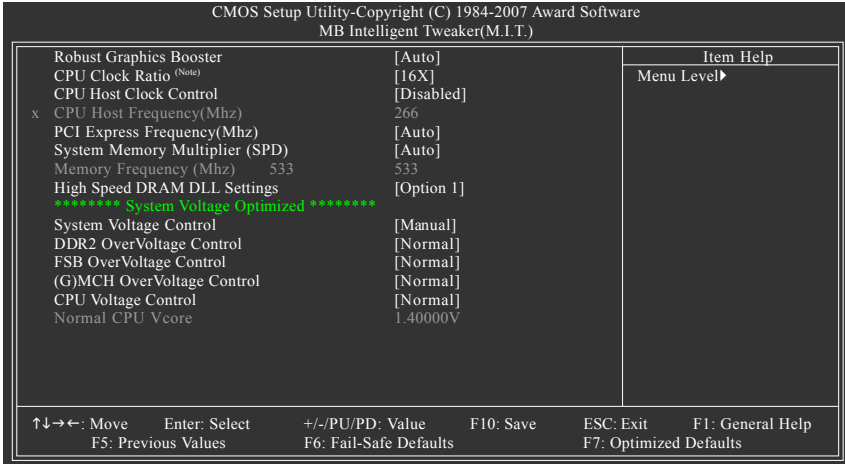 CMOS Setup Utility-Copyright (C) 1984-2007 Award Software
MB Intelligent Tweaker(M.I.T.)
Robust Graphics Booster [Auto] Item Help
CPU Clock Ratio (Note) [16X] Menu Level▶
CPU Host Clock Control [Disabled]
x CPU Host Frequency(Mhz) 266
PCI Express Frequency(Mhz) [Auto]
System Memory Multiplier (SPD) [Auto]
Memory Frequency (Mhz) 533 533
High Speed DRAM DLL Settings [Option 1]
******** System Voltage Optimized ********
System Voltage Control [Manual]
DDR2 OverVoltage Control [Normal]
FSB OverVoltage Control [Normal]
(G)MCH OverVoltage Control [Normal]
CPU Voltage Control [Normal]
Normal CPU Vcore 1.40000V
↑↓→←: Move Enter: Select +/-/PU/PD: Value F10: Save ESC: Exit F1: General Help
F5: Previous Values F6: Fail-Safe Defaults F7: Optimized Defaults